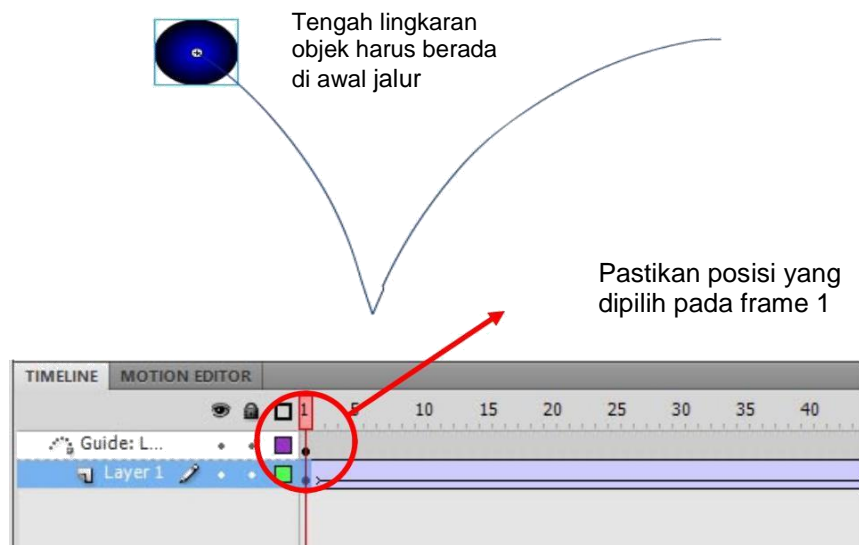 Tengah lingkaran
objek harus berada
di awal jalur
Pastikan posisi yang
dipilih pada frame 1
TIMELINE MOTION EDITOR
1 5 10 15 20 25 30 35 40
Guide: L...
Layer 1